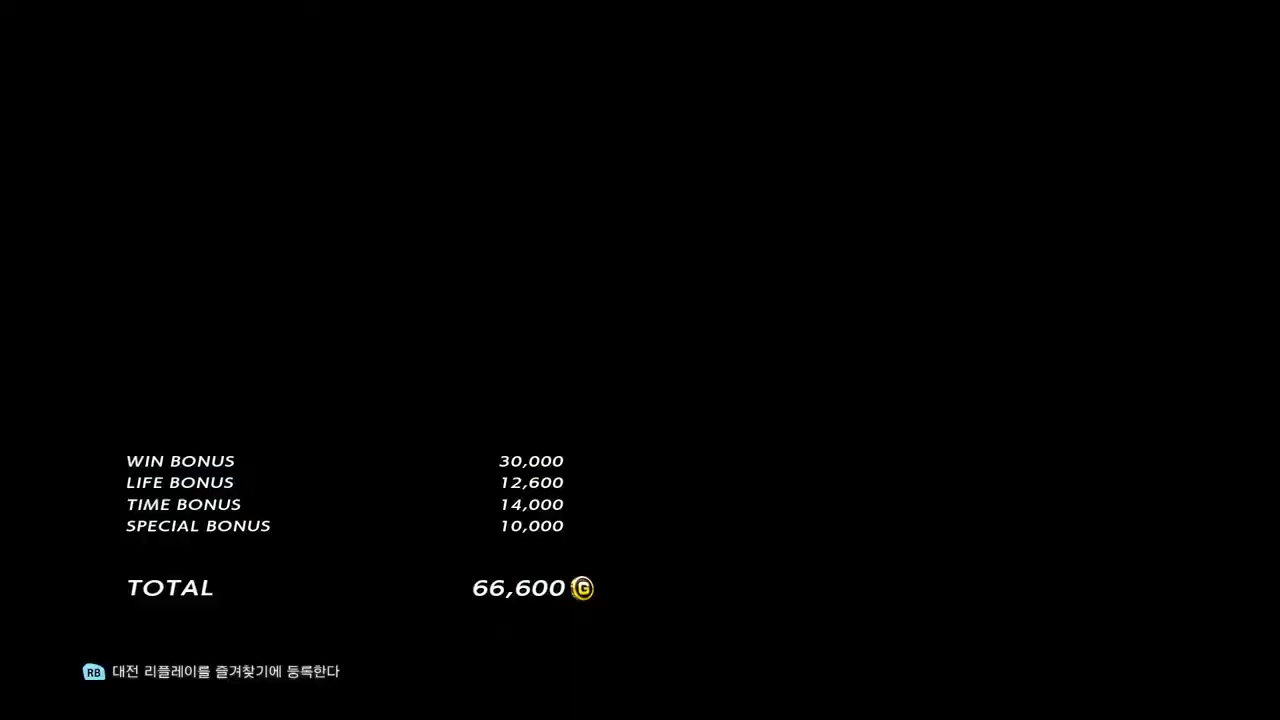 WIN BONUS 30,000
LIFE BONUS 12,600
TIME BONUS 14,000
SPECIAL BONUS 10,000
TOTAL 66,600 G
RB 대전 리플레이를 즐겨찾기에 등록한다